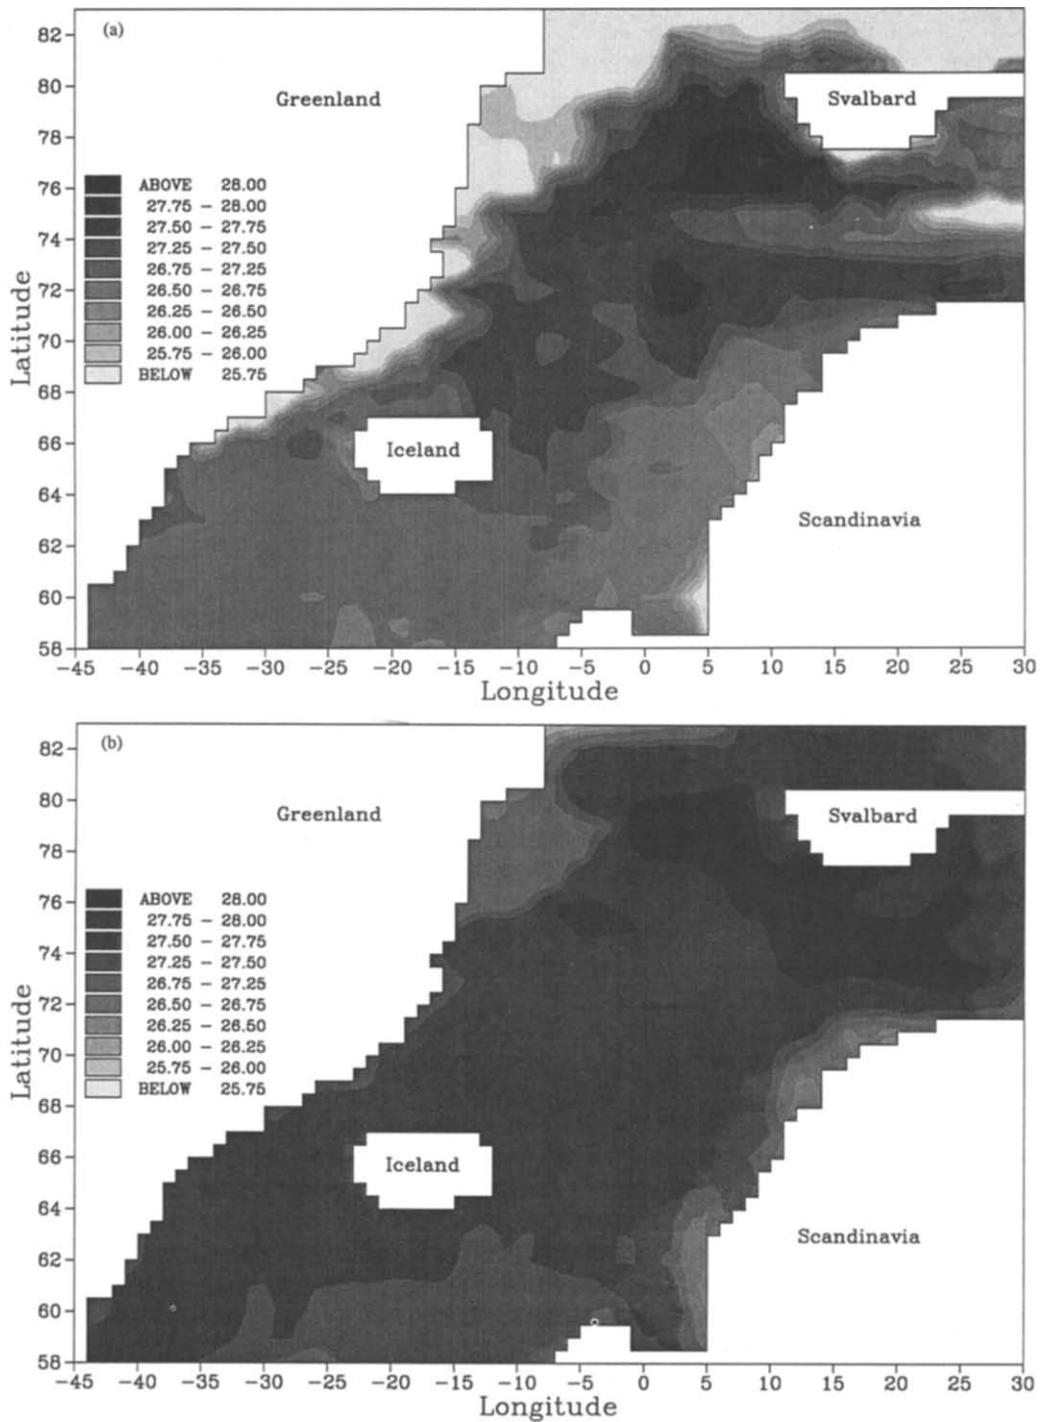 (a)
82
80
78
76
74
72
70
68
66
64
62
60
58
Latitude
Greenland
Svalbard
Iceland
Scandinavia
ABOVE 28.00
27.75 – 28.00
27.50 – 27.75
27.25 – 27.50
26.75 – 27.25
26.50 – 26.75
26.25 – 26.50
26.00 – 26.25
25.75 – 26.00
BELOW 25.75
−45 −40 −35 −30 −25 −20 −15 −10 −5 0 5 10 15 20 25 30
Longitude
(b)
82
80
78
76
74
72
70
68
66
64
62
60
58
Latitude
Greenland
Svalbard
Iceland
Scandinavia
ABOVE 28.00
27.75 – 28.00
27.50 – 27.75
27.25 – 27.50
26.75 – 27.25
26.50 – 26.75
26.25 – 26.50
26.00 – 26.25
25.75 – 26.00
BELOW 25.75
−45 −40 −35 −30 −25 −20 −15 −10 −5 0 5 10 15 20 25 30
Longitude